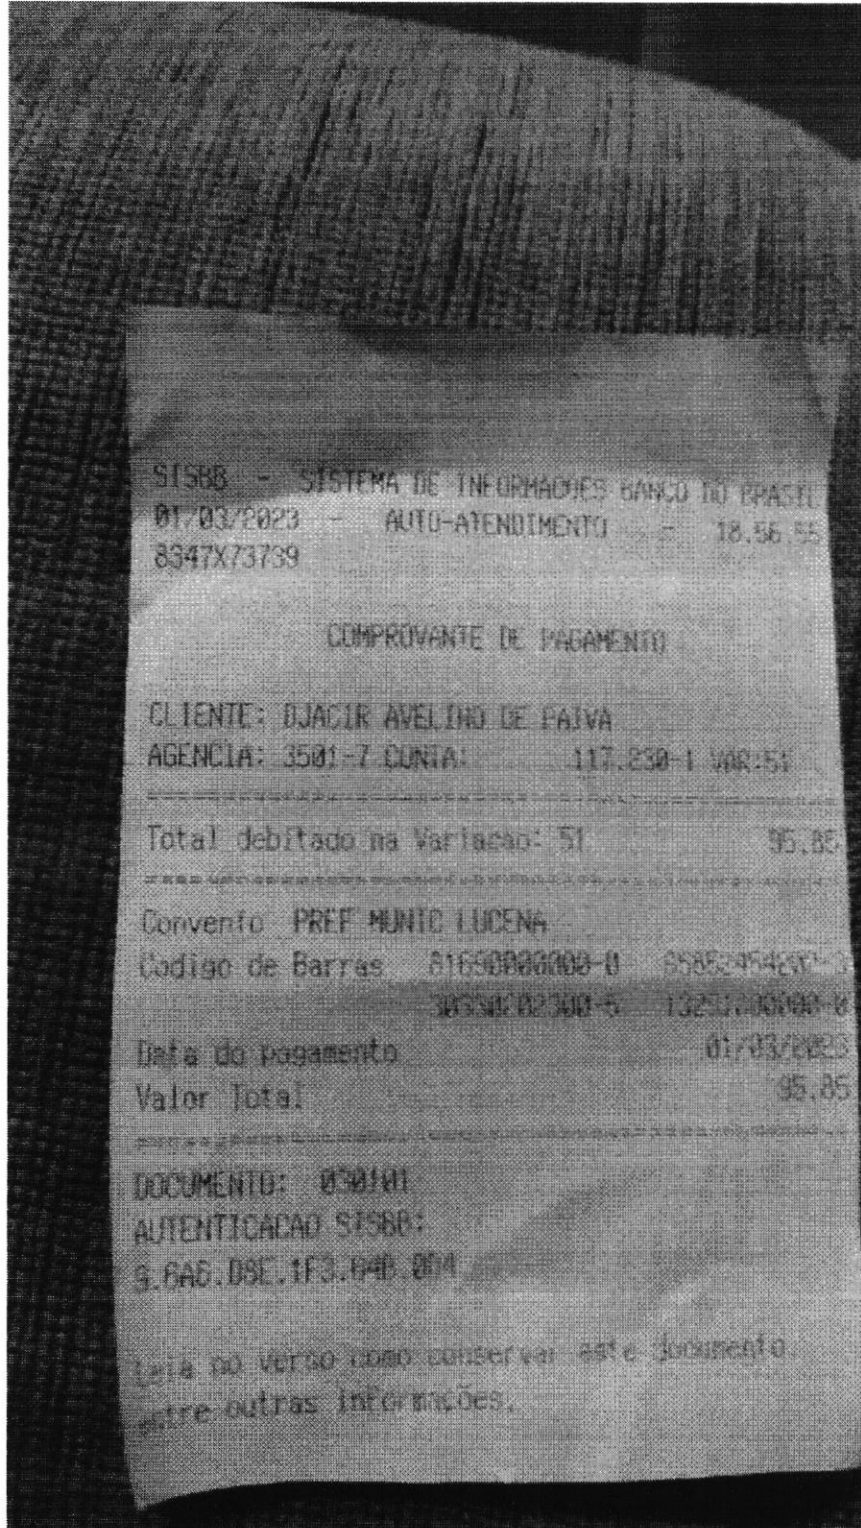 SISBB - SISTEMA DE INFORMACOES BANCO DO BRASIL
01/03/2023 - AUTO-ATENDIMENTO - 18.56.55
8347X73739
COMPROVANTE DE PAGAMENTO
CLIENTE: DJACIR AVELINO DE PAIVA
AGENCIA: 3501-7 CONTA: 117.230-1 VAR:51
Total debitado na Variacao: 51 95,85
Convenio PREF MUNIC LUCENA
Codigo de Barras 81690000000-0
Data do pagamento 01/03/2023
Valor Total 95,85
DOCUMENTO: 030101
AUTENTICACAO SISBB:
Leia no verso como conservar este documento,
entre outras informações.